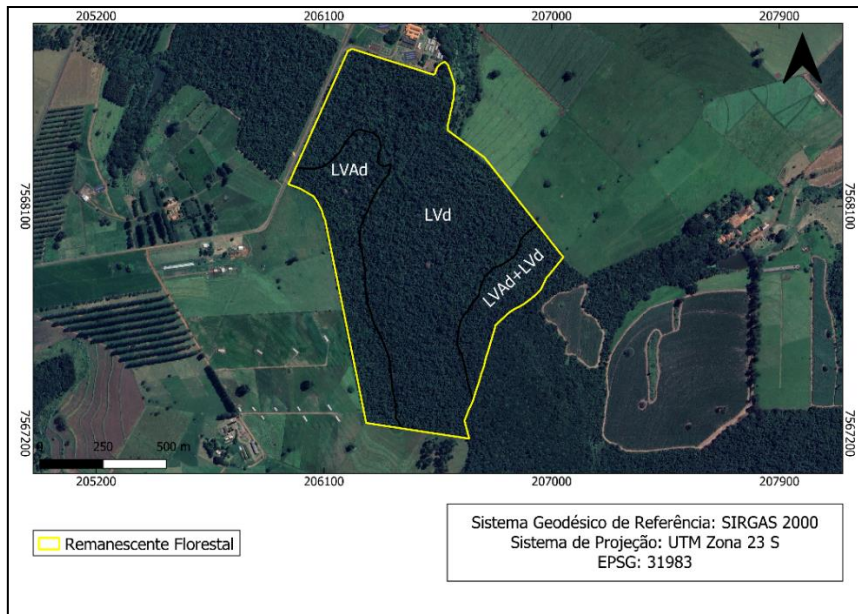 205200 206100 207000 207900
7568100 7568100
LVAd
LVd
LVAd+LVd
7567200 7567200
0 250 500 m
205200 206100 207000 207900
Remanescente Florestal
Sistema Geodésico de Referência: SIRGAS 2000
Sistema de Projeção: UTM Zona 23 S
EPSG: 31983